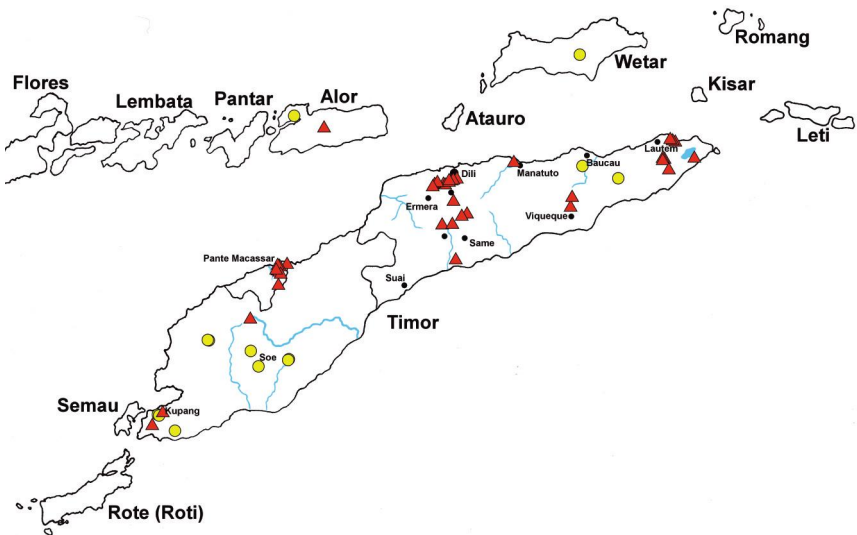 Romang
Wetar
Flores
Kisar
Lembata
Pantar
Alor
Atauro
Leti
Lautem
Baucau
Dili
Manatuto
Ermera
Viqueque
Same
Pante Macassar
Suai
Timor
Soe
Semau
Kupang
Rote (Roti)